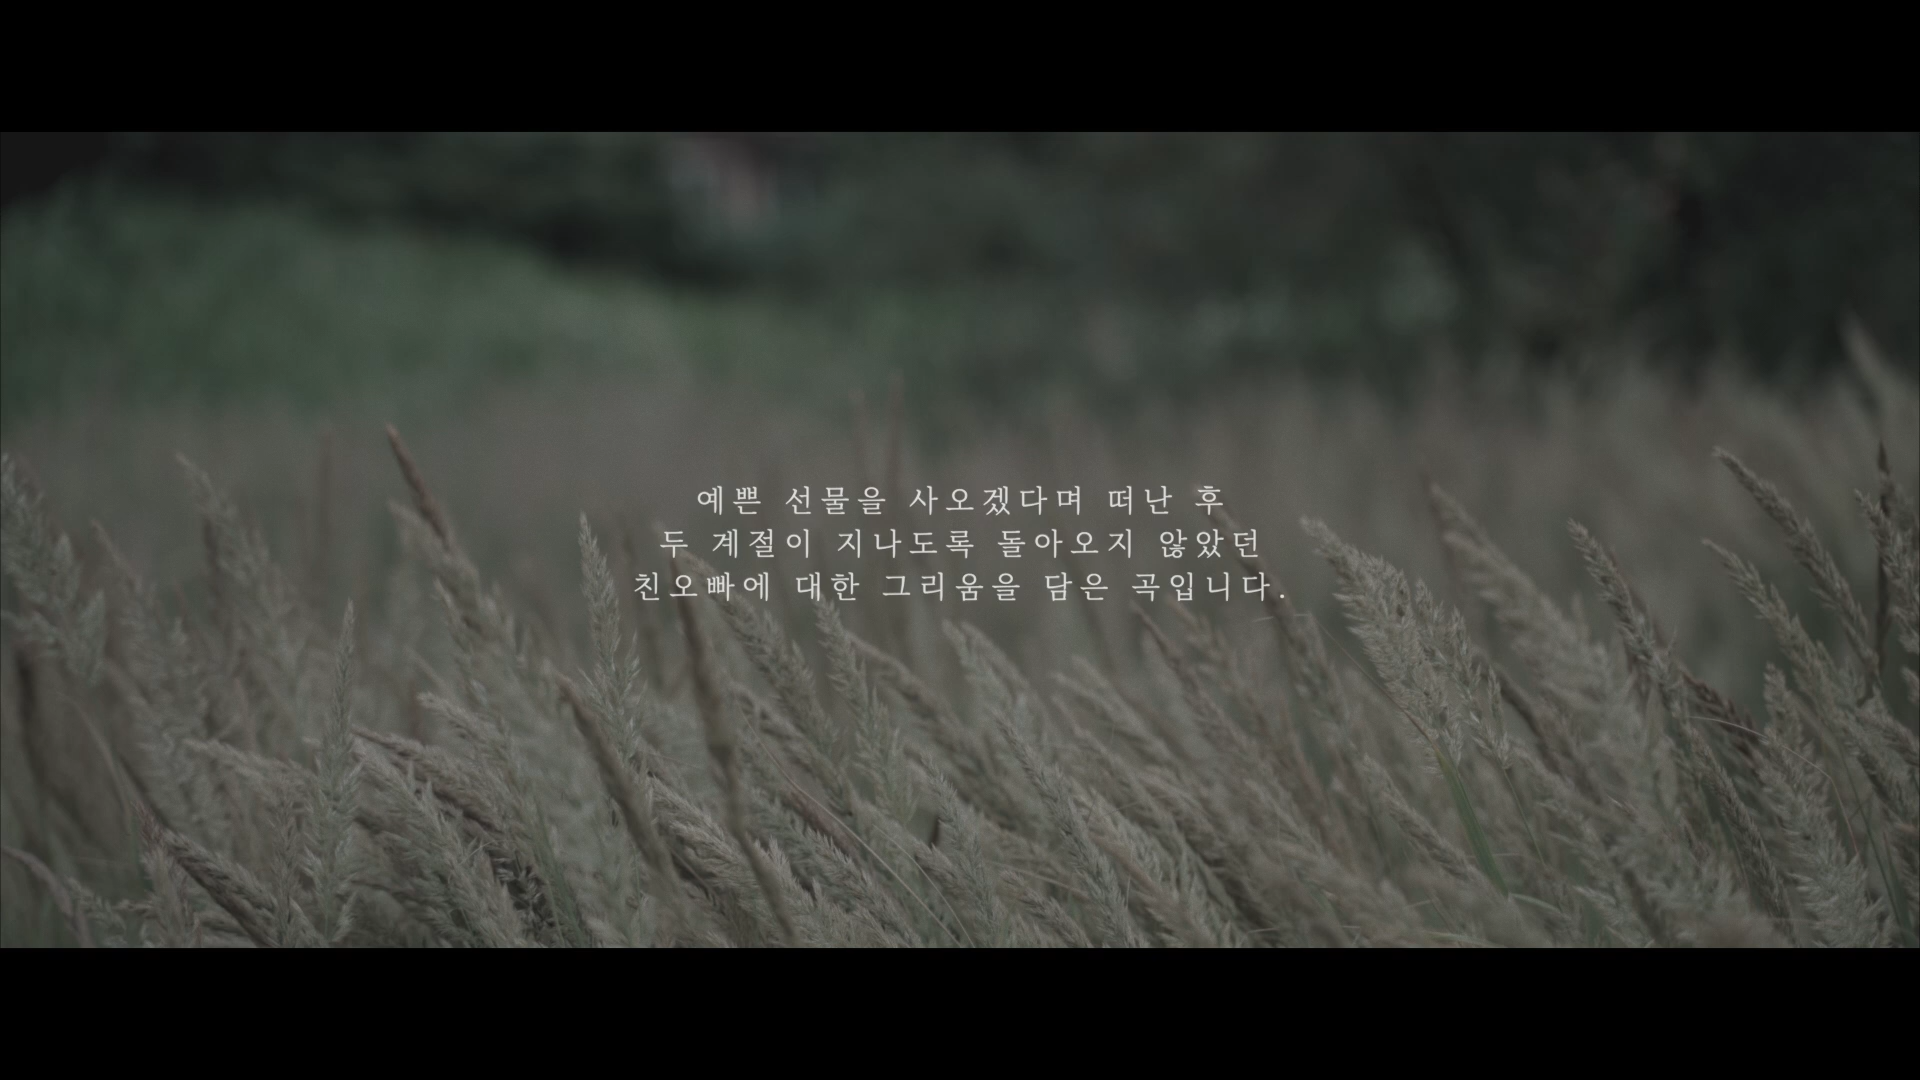 예쁜 선물을 사오겠다며 떠난 후
두 계절이 지나도록 돌아오지 않았던
친오빠에 대한 그리움을 담은 곡입니다.